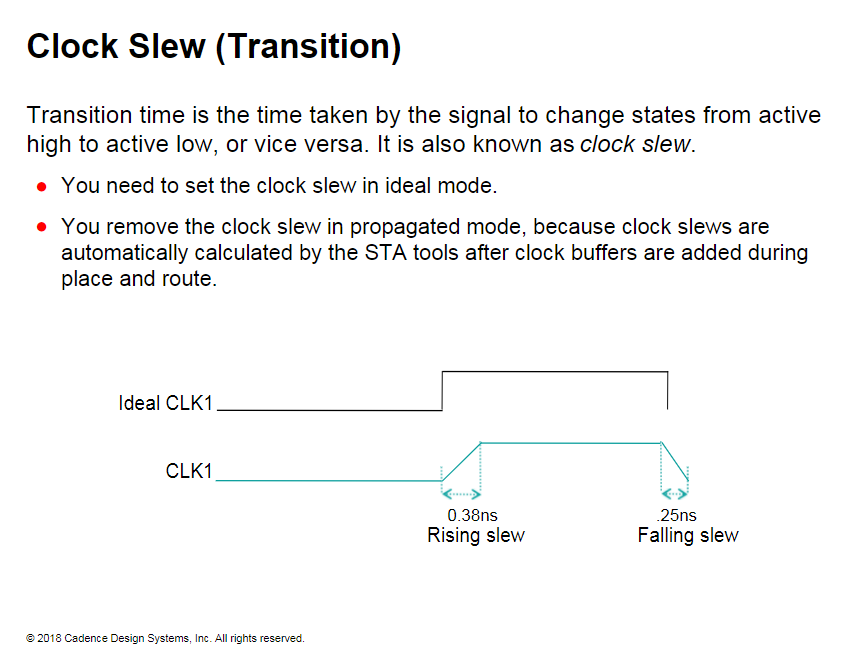 Clock Slew (Transition)
Transition time is the time taken by the signal to change states from active
high to active low, or vice versa. It is also known as clock slew.
● You need to set the clock slew in ideal mode.
● You remove the clock slew in propagated mode, because clock slews are
automatically calculated by the STA tools after clock buffers are added during
place and route.
Ideal CLK1
CLK1
0.38ns
Rising slew
.25ns
Falling slew
© 2018 Cadence Design Systems, Inc. All rights reserved.